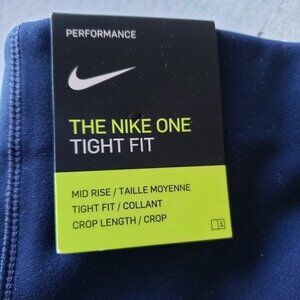 PERFORMANCE
THE NIKE ONE
TIGHT FIT
MID RISE / TAILLE MOYENNE
TIGHT FIT / COLLANT
CROP LENGTH / CROP